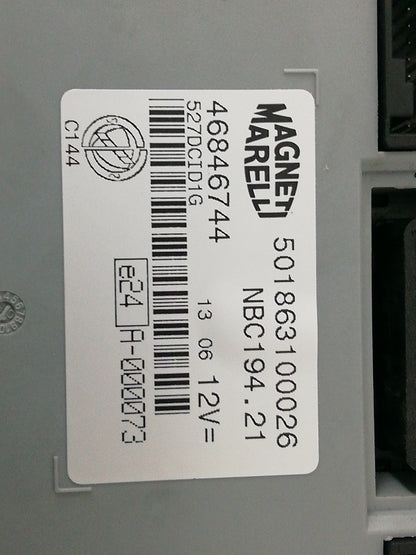 MAGNETI
MARELLI
501863100026
NBC194.21
46846744
527DCID1G
13 06 12V=
e24 A-000073
C144